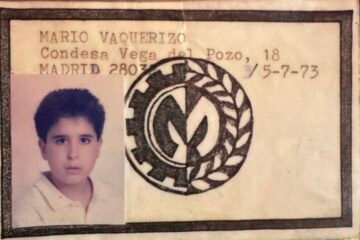 MARIO VAQUERIZO
Condesa Vega del Pozo, 18
MADRID 2803
/5-7-73